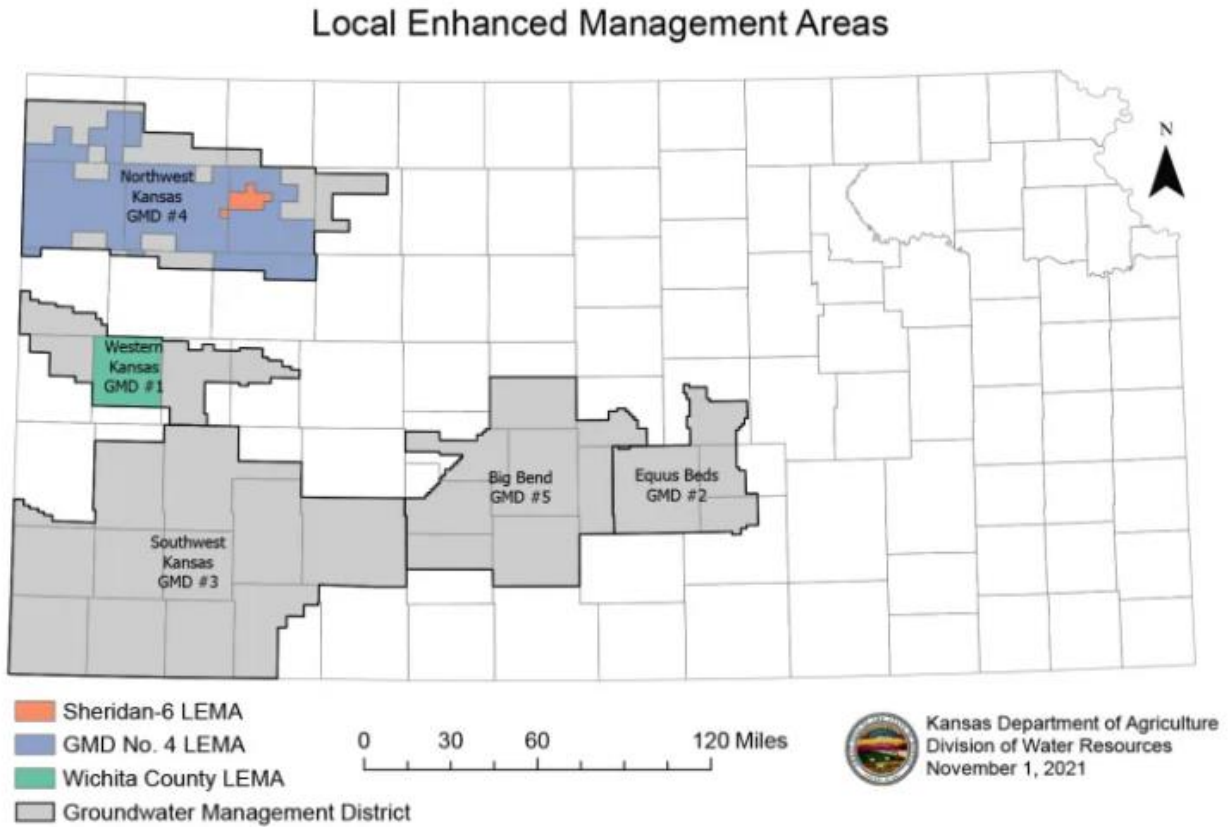 Local Enhanced Management Areas
N
Northwest
Kansas
GMD #4
Western
Kansas
GMD #1
Big Bend
GMD #5
Equus Beds
GMD #2
Southwest
Kansas
GMD #3
Sheridan-6 LEMA
GMD No. 4 LEMA
Wichita County LEMA
Groundwater Management District
0 30 60 120 Miles
Kansas Department of Agriculture
Division of Water Resources
November 1, 2021